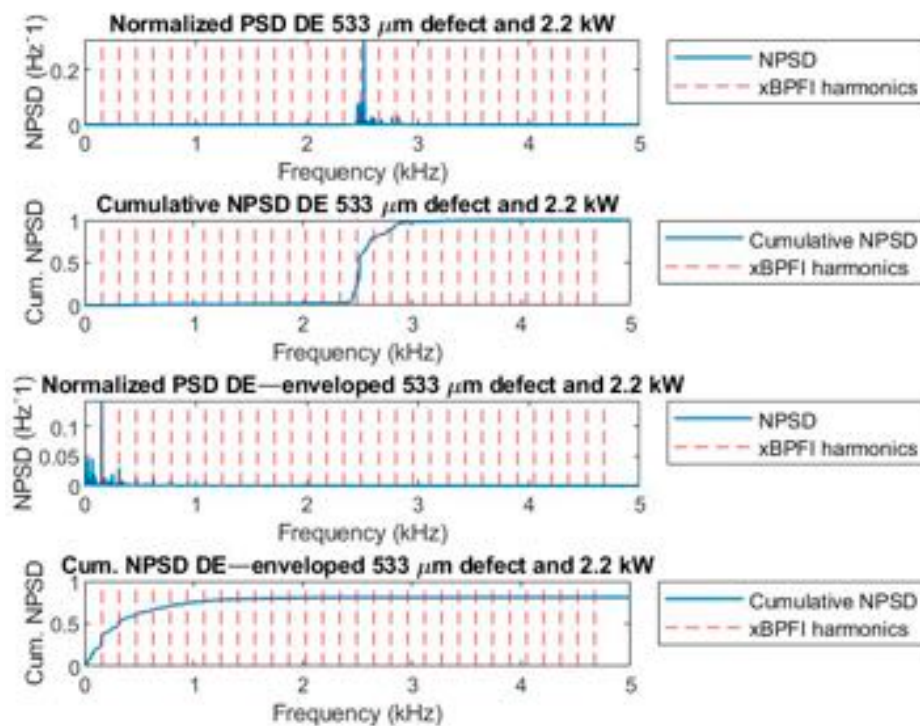 Normalized PSD DE 533 μm defect and 2.2 kW
NPSD (Hz^-1)
0.2
0
0 1 2 3 4 5
Frequency (kHz)
NPSD
xBPFI harmonics
Cumulative NPSD DE 533 μm defect and 2.2 kW
Cum. NPSD
1
0.5
0
0 1 2 3 4 5
Frequency (kHz)
Cumulative NPSD
xBPFI harmonics
Normalized PSD DE—enveloped 533 μm defect and 2.2 kW
NPSD (Hz^-1)
0.1
0.05
0
0 1 2 3 4 5
Frequency (kHz)
NPSD
xBPFI harmonics
Cum. NPSD DE—enveloped 533 μm defect and 2.2 kW
Cum. NPSD
1
0.5
0
0 1 2 3 4 5
Frequency (kHz)
Cumulative NPSD
xBPFI harmonics